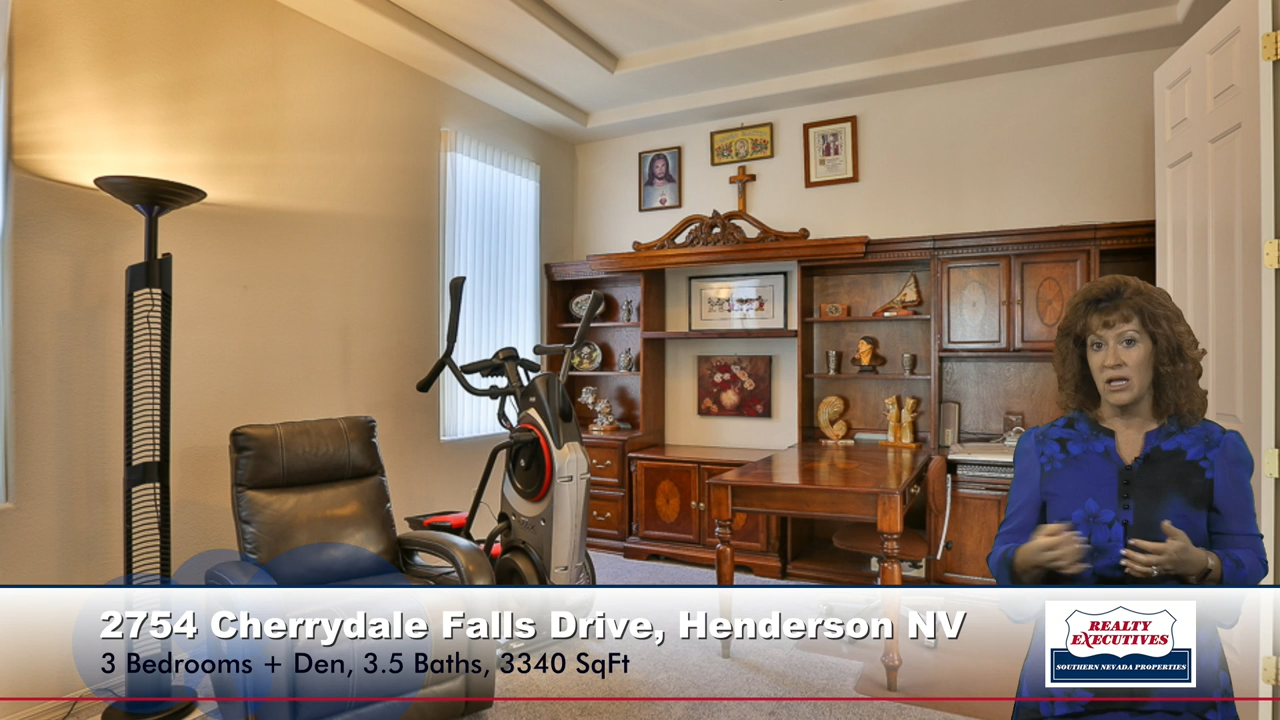 2754 Cherrydale Falls Drive, Henderson NV
3 Bedrooms + Den, 3.5 Baths, 3340 SqFt
REALTY
EXECUTIVES
SOUTHERN NEVADA PROPERTIES